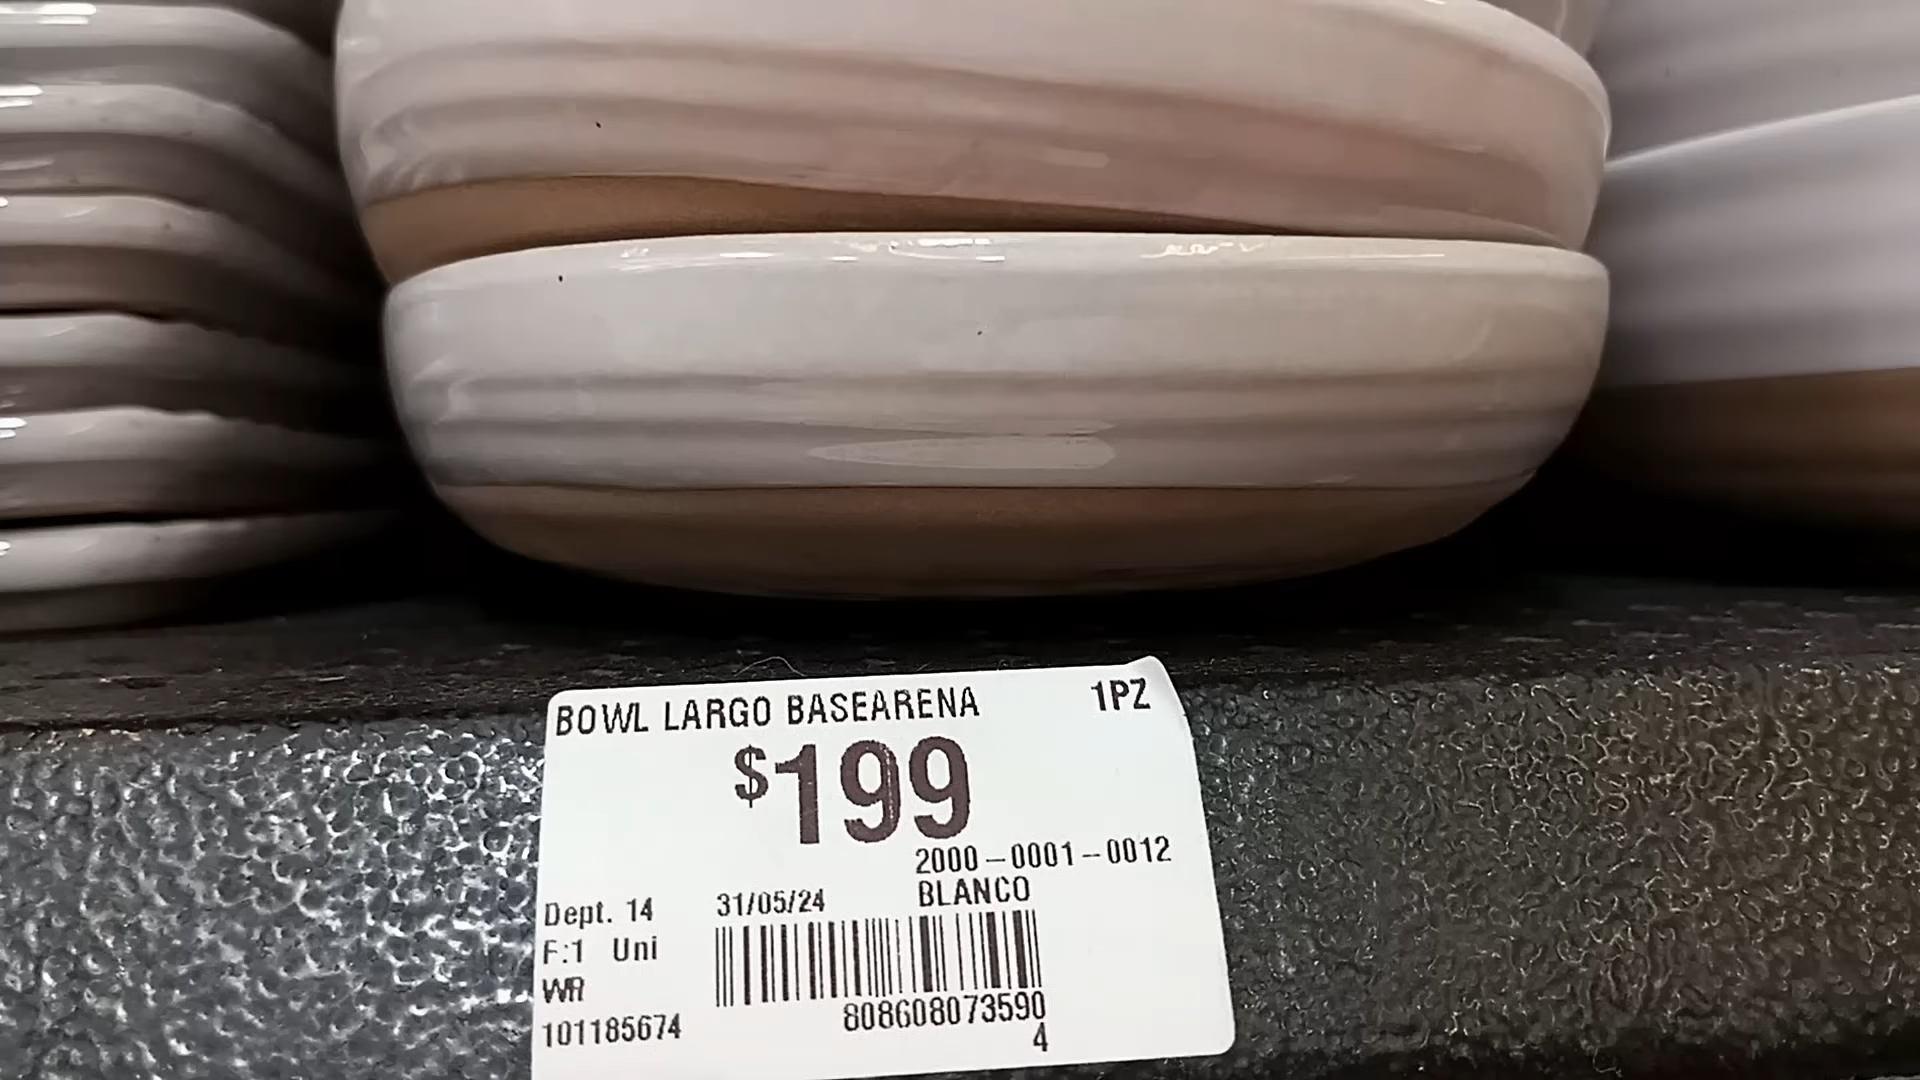 BOWL LARGO BASEARENA 1PZ
$199
2000-0001-0012
Dept. 14 31/05/24 BLANCO
F:1 Uni
WR
101185674 808608073590
4